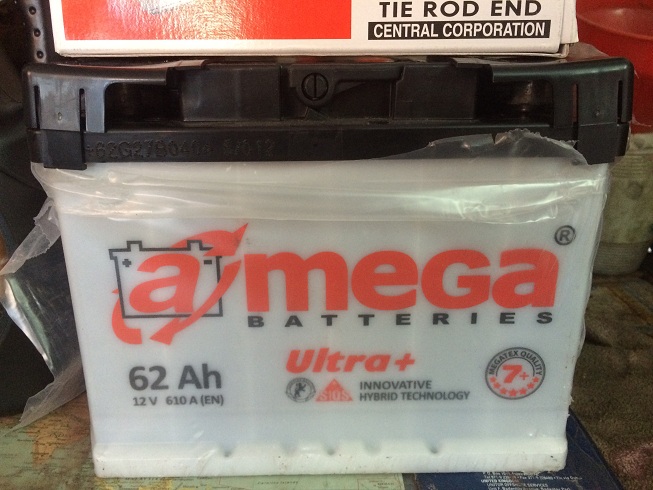 TIE ROD END
CENTRAL CORPORATION
a mega ®
BATTERIES
Ultra+
62 Ah
12 V 610 A (EN)
INNOVATIVE
HYBRID TECHNOLOGY
MEGATEX QUALITY
7+